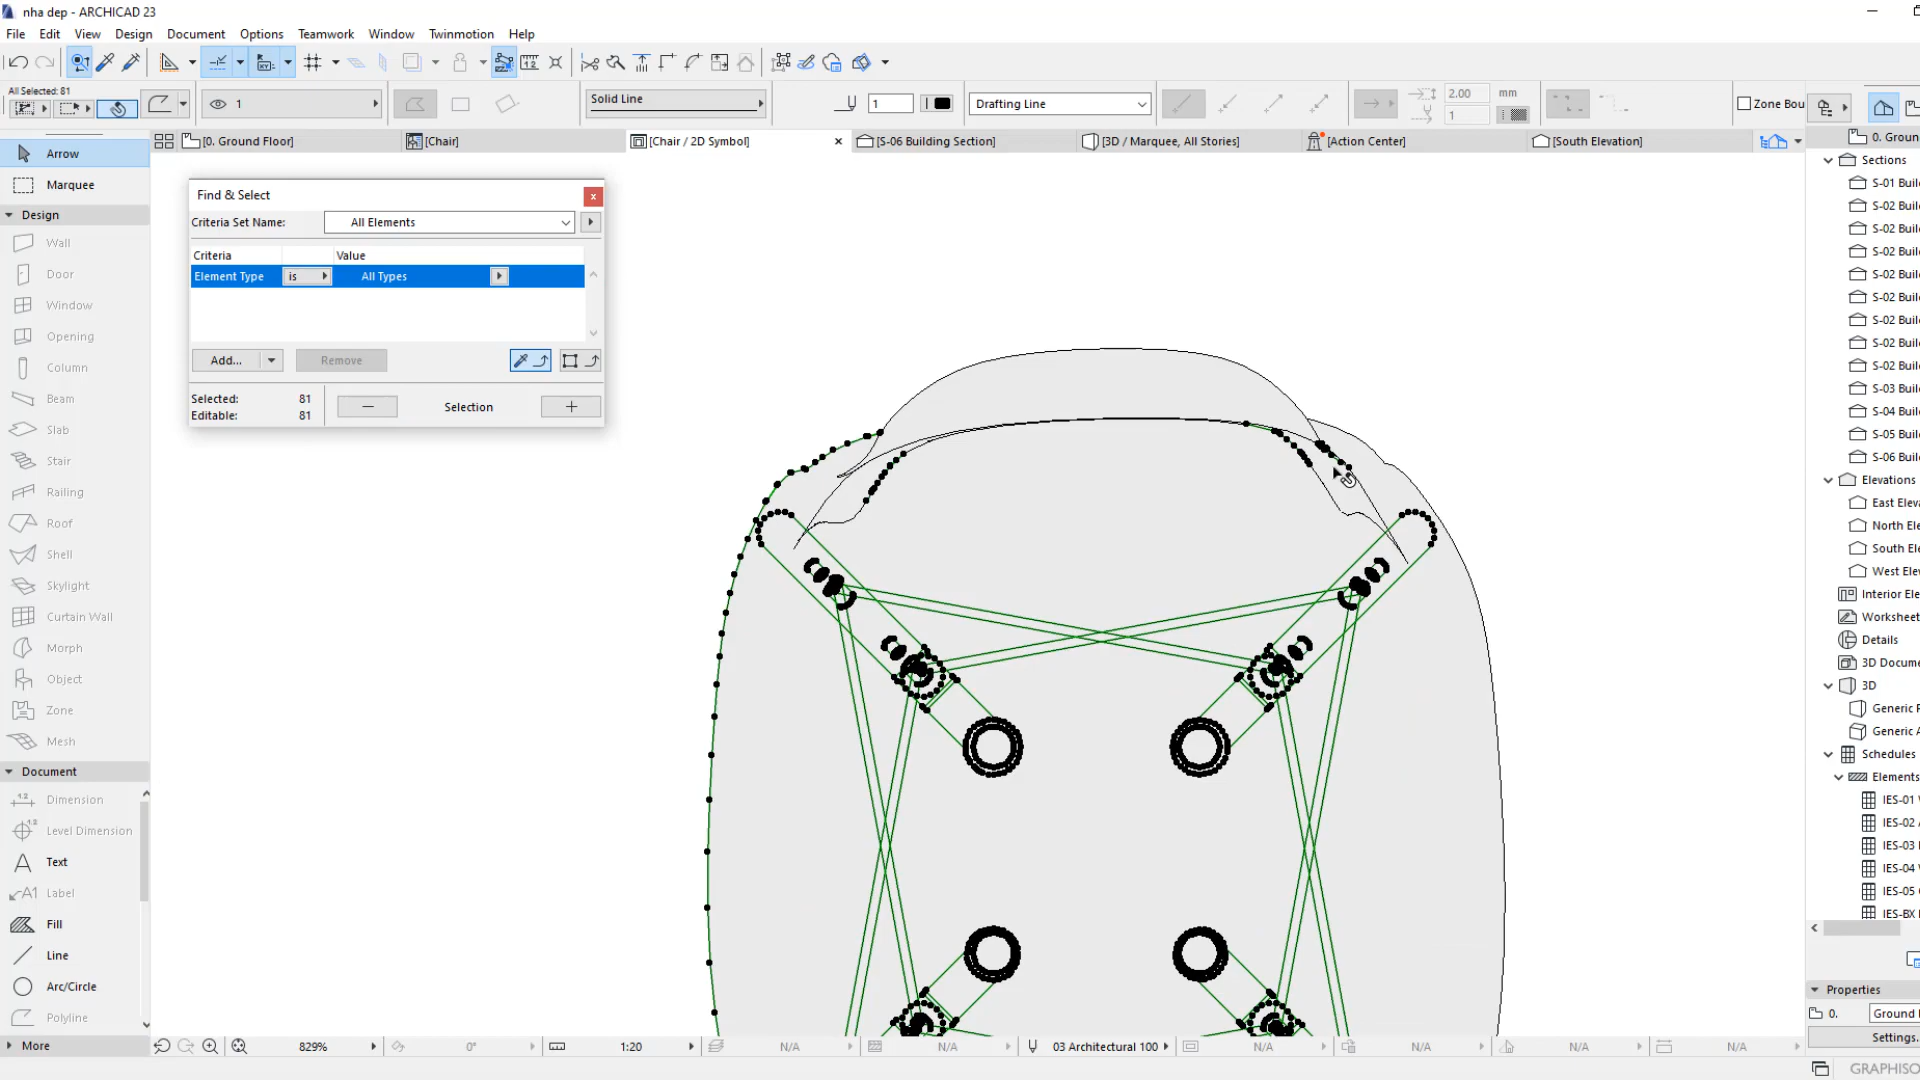 nha dep - ARCHICAD 23
File Edit View Design Document Options Teamwork Window Twinmotion Help
All Selected: 81
1
Solid Line
1
Drafting Line
2.00 mm
1
Zone Bou
[0. Ground Floor]
[Chair]
[Chair / 2D Symbol]
[S-06 Building Section]
[3D / Marquee, All Stories]
[Action Center]
[South Elevation]
Arrow
Marquee
Design
Wall
Door
Window
Opening
Column
Beam
Slab
Stair
Railing
Roof
Shell
Skylight
Curtain Wall
Morph
Object
Zone
Mesh
Document
Dimension
Level Dimension
Text
Label
Fill
Line
Arc/Circle
Polyline
More
Find & Select
Criteria Set Name: All Elements
Criteria Value
Element Type is All Types
Add... Remove
Selected: 81
Editable: 81
Selection
829%
0°
1:20
N/A
N/A
03 Architectural 100
N/A
N/A
N/A
N/A
N/A
0. Groun
Sections
S-01 Buil
S-02 Buil
S-02 Buil
S-02 Buil
S-02 Buil
S-02 Buil
S-02 Buil
S-02 Buil
S-02 Buil
S-03 Buil
S-04 Buil
S-05 Buil
S-06 Buil
Elevations
East Elev
North El
South El
West Ele
Interior El
Worksheet
Details
3D Docume
3D
Generic P
Generic A
Schedules
Elements
IES-01 W
IES-02 A
IES-03
IES-04 W
IES-05
IES-BX
Properties
0. Ground
Settings.
GRAPHISO